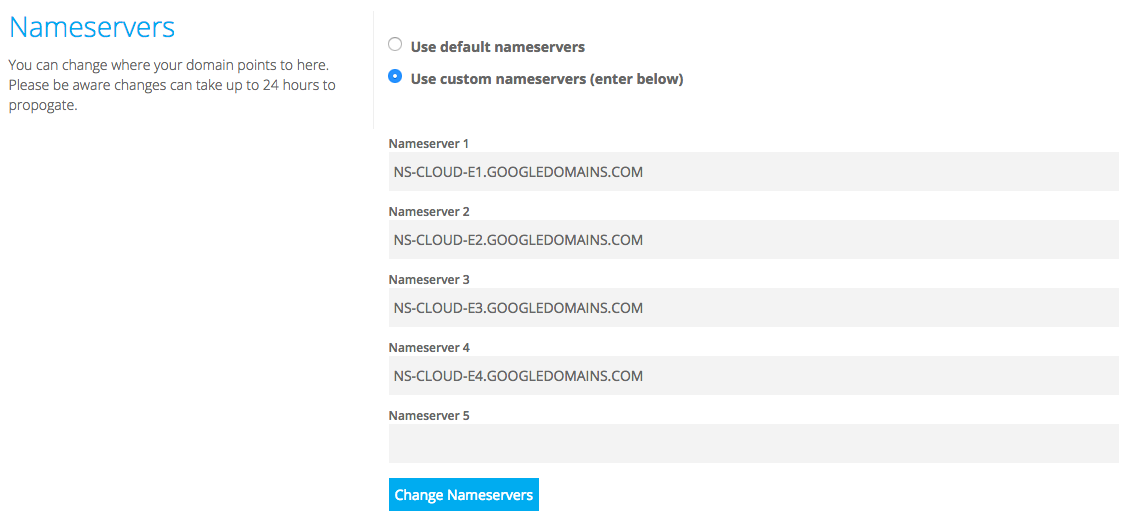 Nameservers
You can change where your domain points to here.
Please be aware changes can take up to 24 hours to
propogate.
Use default nameservers
Use custom nameservers (enter below)
Nameserver 1
NS-CLOUD-E1.GOOGLEDOMAINS.COM
Nameserver 2
NS-CLOUD-E2.GOOGLEDOMAINS.COM
Nameserver 3
NS-CLOUD-E3.GOOGLEDOMAINS.COM
Nameserver 4
NS-CLOUD-E4.GOOGLEDOMAINS.COM
Nameserver 5
Change Nameservers